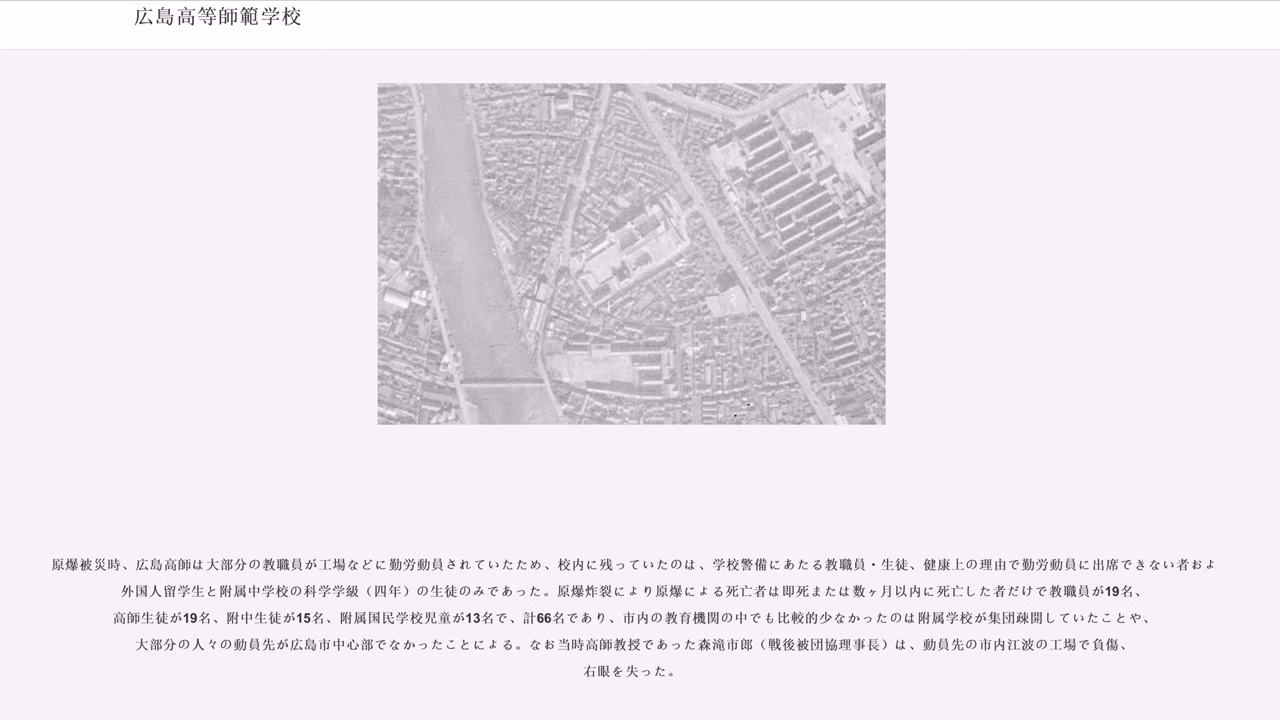 広島高等師範学校
原爆被災時、広島高師は大部分の教職員が工場などに勤労動員されていたため、校内に残っていたのは、学校警備にあたる教職員・生徒、健康上の理由で勤労動員に出席できない者およ
外国人留学生と附属中学校の科学学級（四年）の生徒のみであった。原爆炸裂により原爆による死亡者は即死または数ヶ月以内に死亡した者だけで教職員が19名、
高師生徒が19名、附中生徒が15名、附属国民学校児童が13名で、計66名であり、市内の教育機関の中でも比較的少なかったのは附属学校が集団疎開していたことや、
大部分の人々の動員先が広島市中心部でなかったことによる。なお当時高師教授であった森滝市郎（戦後被団協理事長）は、動員先の市内江波の工場で負傷、
右眼を失った。